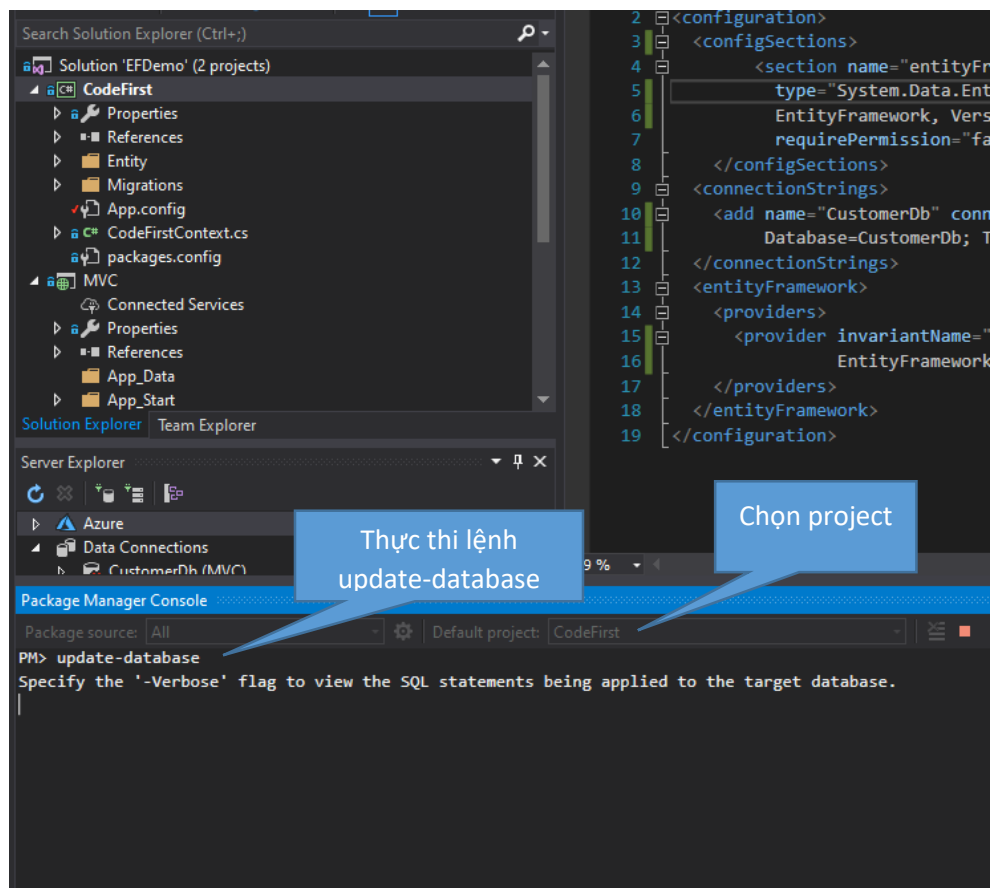 Search Solution Explorer (Ctrl+;)
Solution 'EFDemo' (2 projects)
CodeFirst
Properties
References
Entity
Migrations
App.config
CodeFirstContext.cs
packages.config
MVC
Connected Services
Properties
References
App_Data
App_Start
Solution Explorer Team Explorer
Server Explorer
Azure
Data Connections
CustomerDb (MVC)
2 <configuration>
3 <configSections>
4 <section name="entityFr
5 type="System.Data.Ent
6 EntityFramework, Vers
7 requirePermission="fa
8 </configSections>
9 <connectionStrings>
10 <add name="CustomerDb" conn
11 Database=CustomerDb; T
12 </connectionStrings>
13 <entityFramework>
14 <providers>
15 <provider invariantName="
16 EntityFramework
17 </providers>
18 </entityFramework>
19 </configuration>
9 %
Thực thi lệnh
update-database
Chọn project
Package Manager Console
Package source: All Default project: CodeFirst
PM> update-database
Specify the '-Verbose' flag to view the SQL statements being applied to the target database.